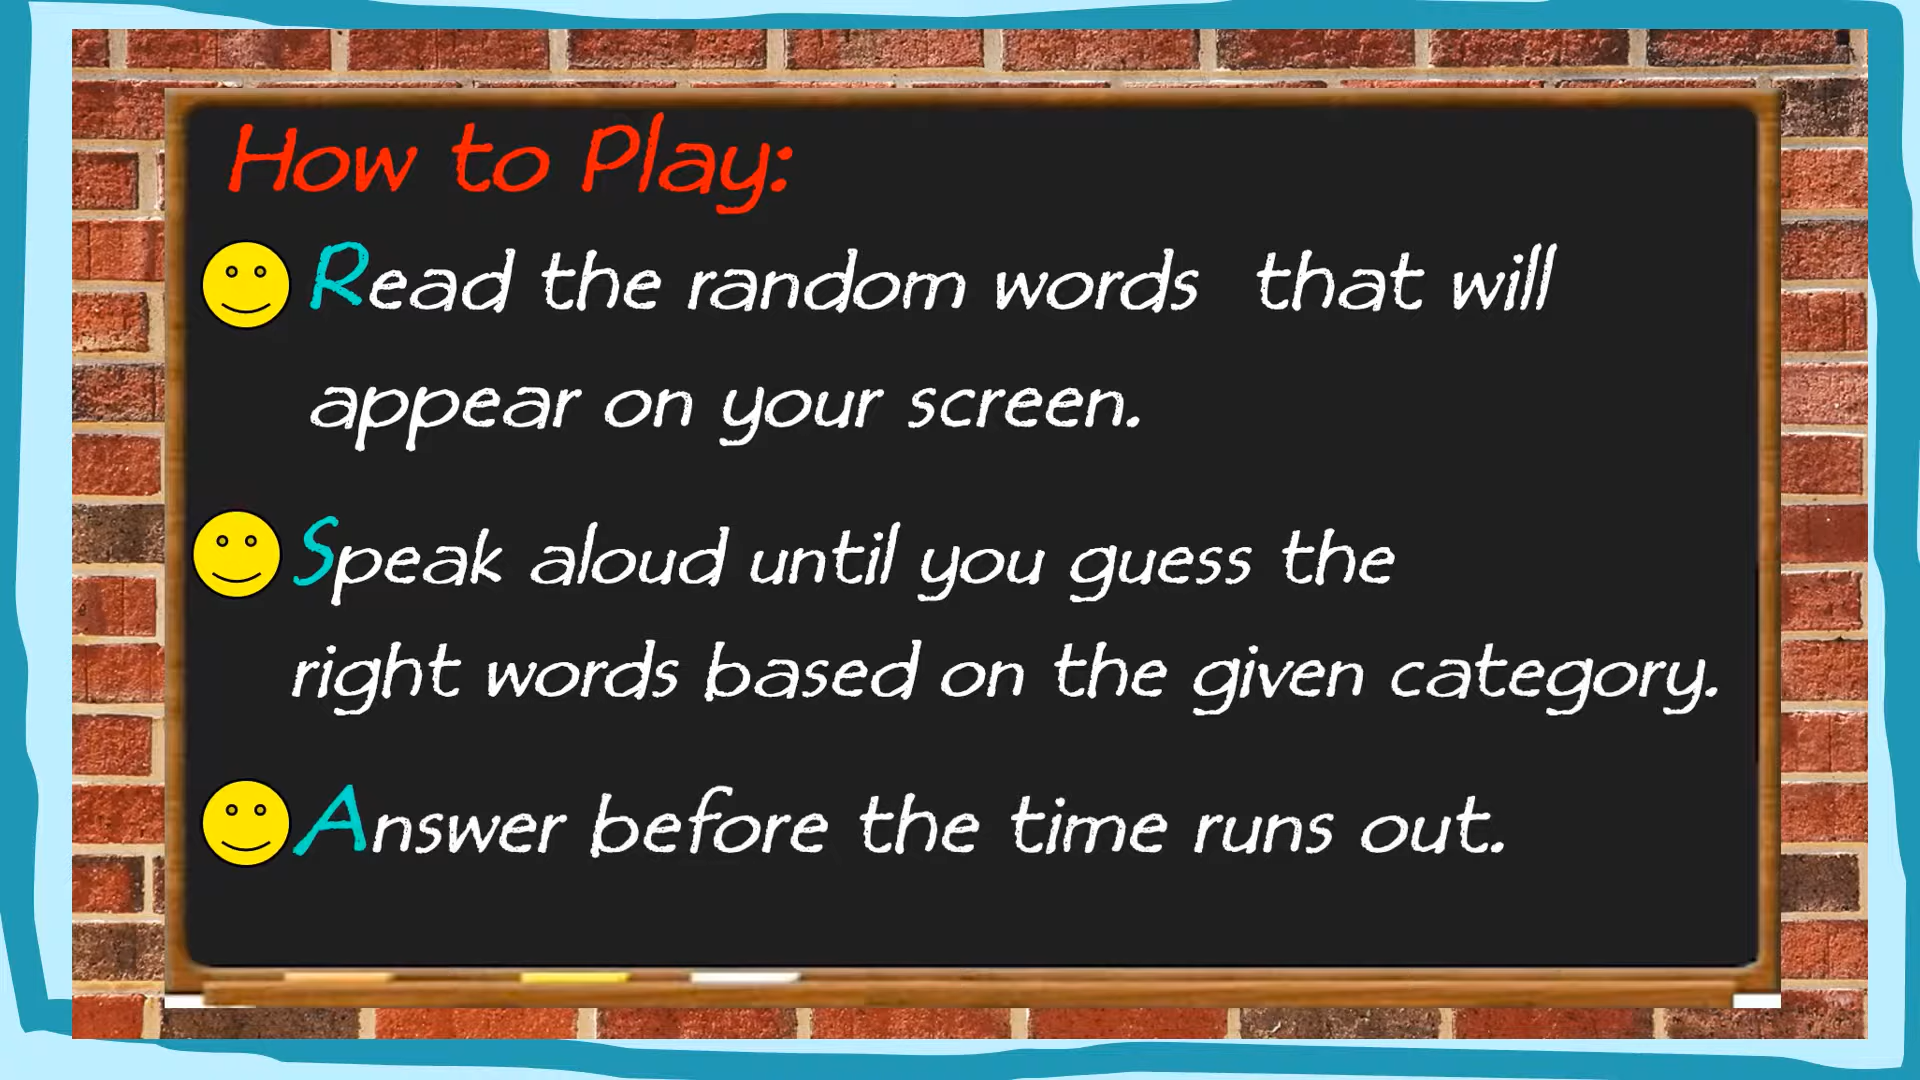 How to Play:
Read the random words that will
appear on your screen.
Speak aloud until you guess the
right words based on the given category.
Answer before the time runs out.